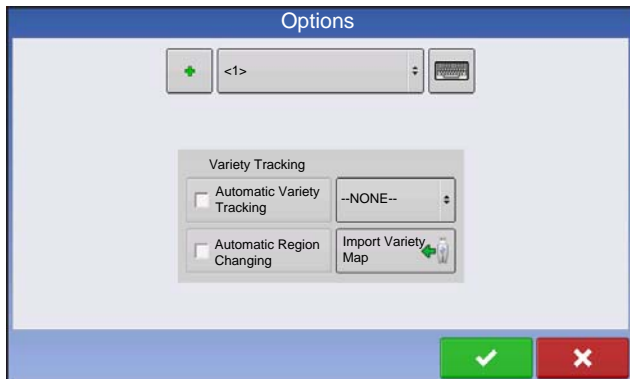 Options
<1>
Variety Tracking
Automatic Variety
Tracking
--NONE--
Automatic Region
Changing
Import Variety
Map